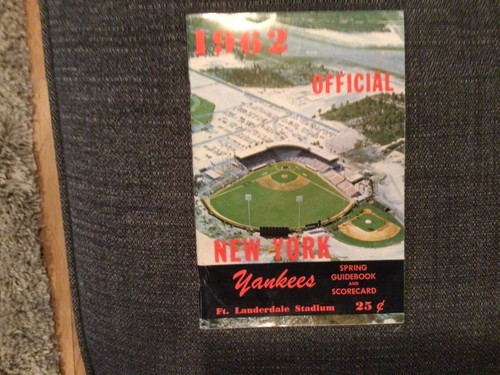 1962
OFFICIAL
NEW YORK
Yankees
SPRING
GUIDEBOOK
AND
SCORECARD
Ft. Lauderdale Stadium 25 ¢